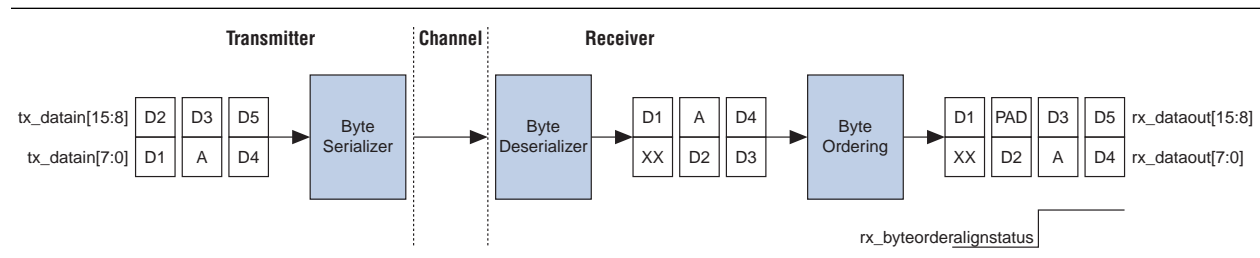 Transmitter Channel Receiver
tx_datain[15:8] D2 D3 D5
tx_datain[7:0] D1 A D4
Byte
Serializer
Byte
Deserializer
D1 A D4
XX D2 D3
Byte
Ordering
D1 PAD D3 D5 rx_dataout[15:8]
XX D2 A D4 rx_dataout[7:0]
rx_byteorderalignstatus